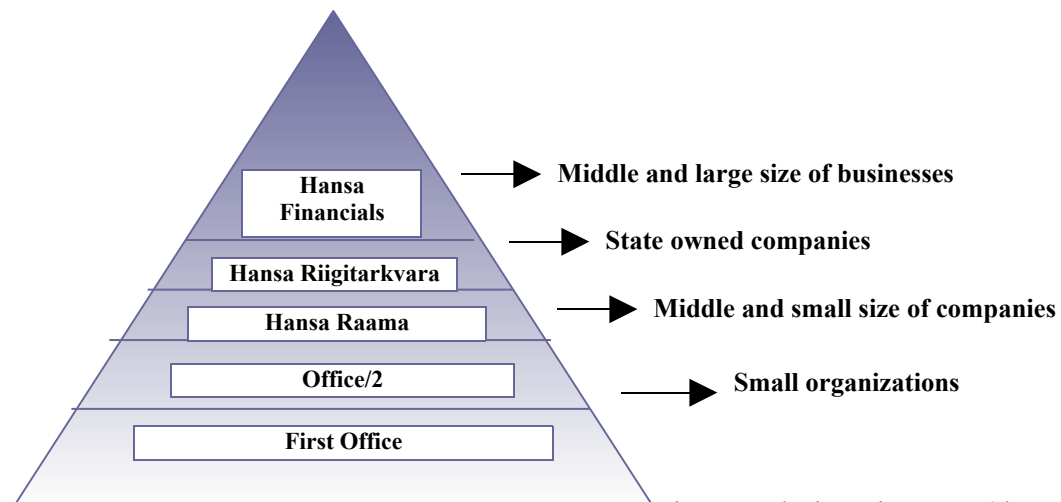 Hansa
Financials
Middle and large size of businesses
State owned companies
Hansa Riigitarkvara
Middle and small size of companies
Hansa Raama
Office/2
Small organizations
First Office